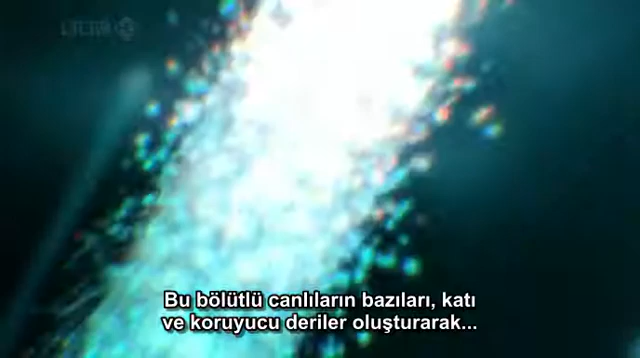 Bu bölütlü canlıların bazıları, katı
ve koruyucu deriler oluşturarak...